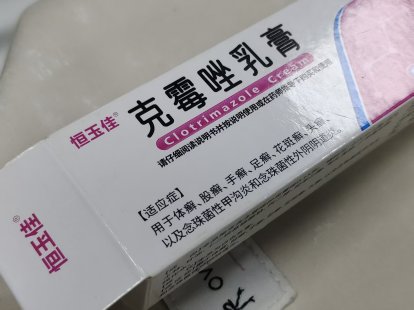 恒玉佳®
克霉唑乳膏
Clotrimazole Cream
请仔细阅读说明书并按说明使用或在药师指导下购买和使用
【适应症】
用于体癣、股癣、手癣、足癣、花斑癣、头癣、
以及念珠菌性甲沟炎和念珠菌性外阴阴道炎。
恒玉佳®